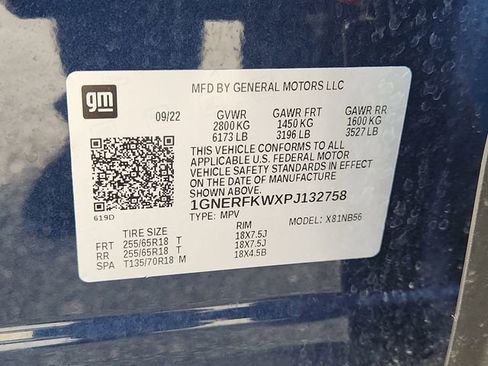 MFD BY GENERAL MOTORS LLC
gm
09/22 GVWR GAWR FRT GAWR RR
2800 KG 1450 KG 1600 KG
6173 LB 3196 LB 3527 LB
THIS VEHICLE CONFORMS TO ALL
APPLICABLE U.S. FEDERAL MOTOR
VEHICLE SAFETY STANDARDS IN EFFECT
ON THE DATE OF MANUFACTURE
SHOWN ABOVE.
1GNERFKWXPJ132758
619D TYPE: MPV MODEL: X81NB56
TIRE SIZE RIM
FRT 255/65R18 T 18X7.5J
RR 255/65R18 T 18X7.5J
SPA T135/70R18 M 18X4.5B